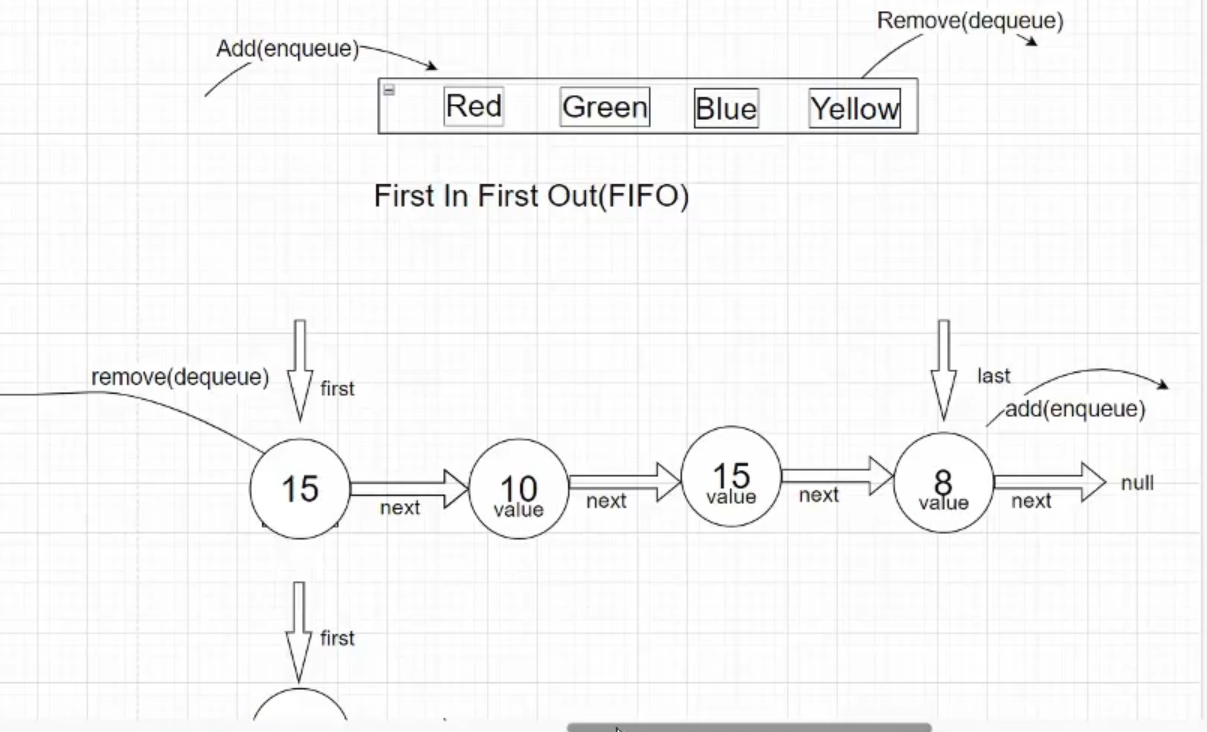 Remove(dequeue)
Add(enqueue)
Red Green Blue Yellow
First In First Out(FIFO)
remove(dequeue)
first
last
add(enqueue)
15
next
10
value
next
15
value
next
8
value
next
null
first